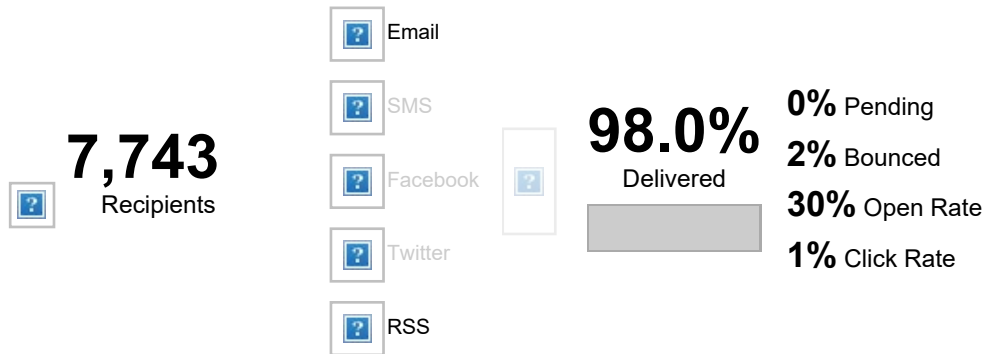 7,743
Recipients
Email
SMS
Facebook
Twitter
RSS
98.0%
Delivered
0% Pending
2% Bounced
30% Open Rate
1% Click Rate